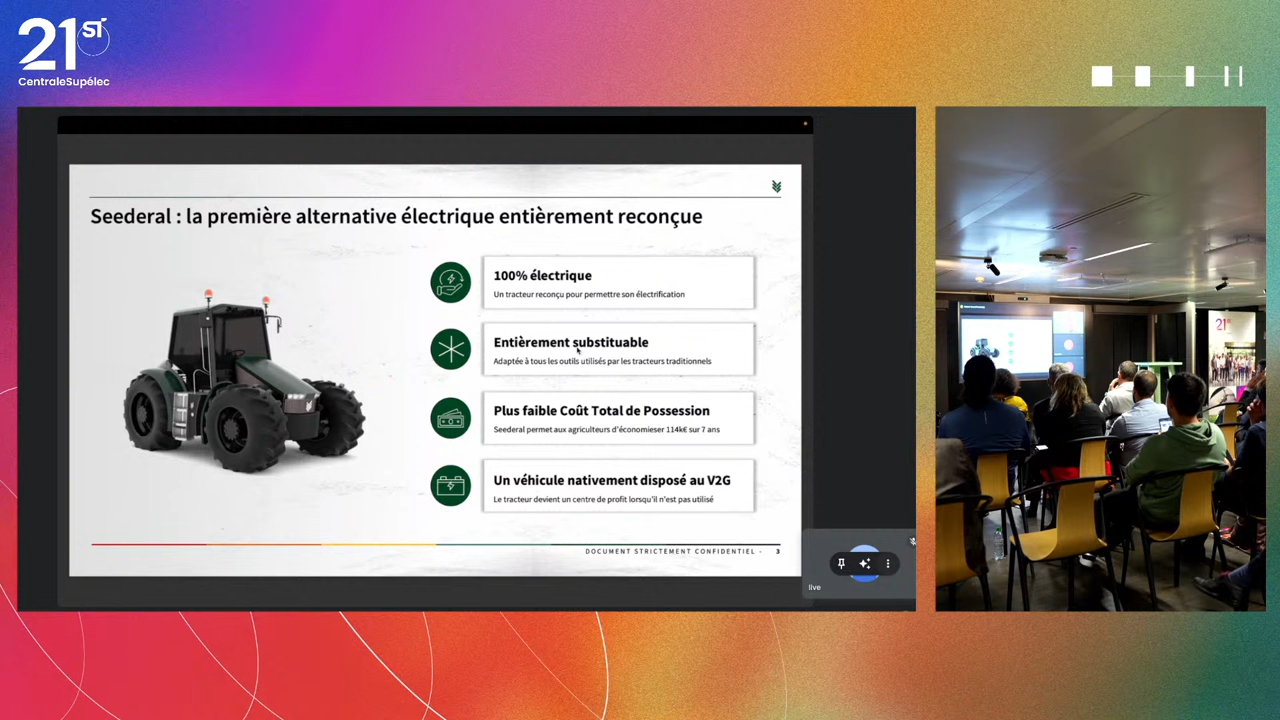 21st
CentraleSupélec
Seederal : la première alternative électrique entièrement reconçue
100% électrique
Un tracteur reconçu pour permettre son électrification
Entièrement substituable
Adaptée à tous les outils utilisés par les tracteurs traditionnels
Plus faible Coût Total de Possession
Seederal permet aux agriculteurs d'économieser 114k€ sur 7 ans
Un véhicule nativement disposé au V2G
Le tracteur devient un centre de profit lorsqu'il n'est pas utilisé
DOCUMENT STRICTEMENT CONFIDENTIEL - 3
live
21st